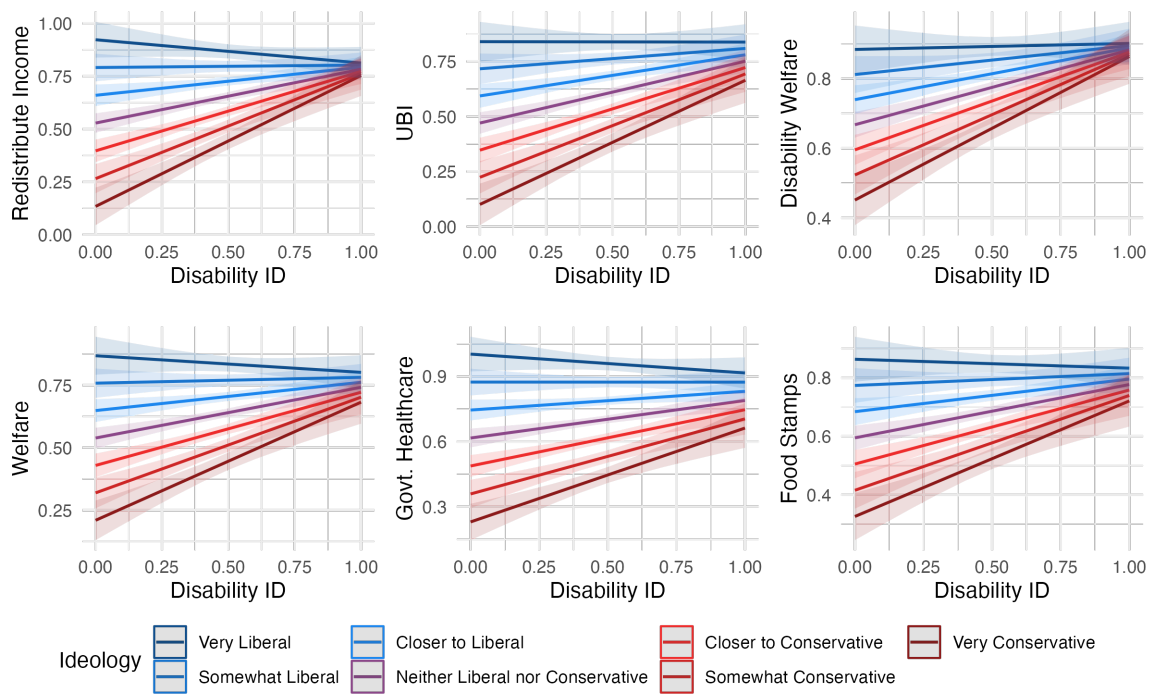 Redistribute Income
1.00
0.75
0.50
0.25
0.00
0.00 0.25 0.50 0.75 1.00
Disability ID
UBI
0.75
0.50
0.25
0.00
0.00 0.25 0.50 0.75 1.00
Disability ID
Disability Welfare
0.8
0.6
0.4
0.00 0.25 0.50 0.75 1.00
Disability ID
Welfare
0.75
0.50
0.25
0.00 0.25 0.50 0.75 1.00
Disability ID
Govt. Healthcare
0.9
0.6
0.3
0.00 0.25 0.50 0.75 1.00
Disability ID
Food Stamps
0.8
0.6
0.4
0.00 0.25 0.50 0.75 1.00
Disability ID
Ideology
Very Liberal
Somewhat Liberal
Closer to Liberal
Neither Liberal nor Conservative
Closer to Conservative
Somewhat Conservative
Very Conservative